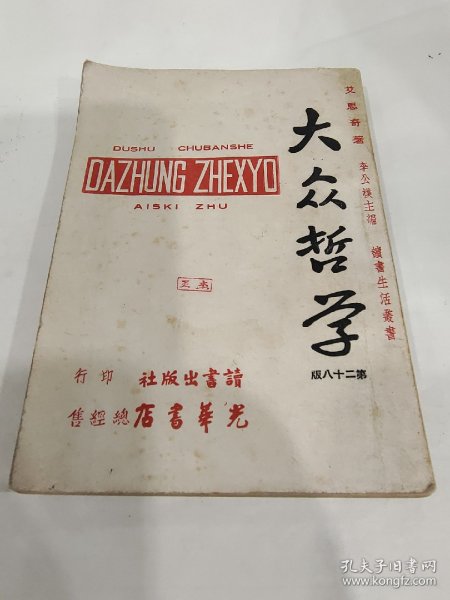 艾思奇著 李公樸主編 讀書生活叢書
大众哲学
版八十二第
DUSHU CHUBANSHE
DAZHUNG ZHEXYO
AISKI ZHU
行印 社版出書讀
售經總 店書華光
孔夫子旧书网
www.kongfz.com